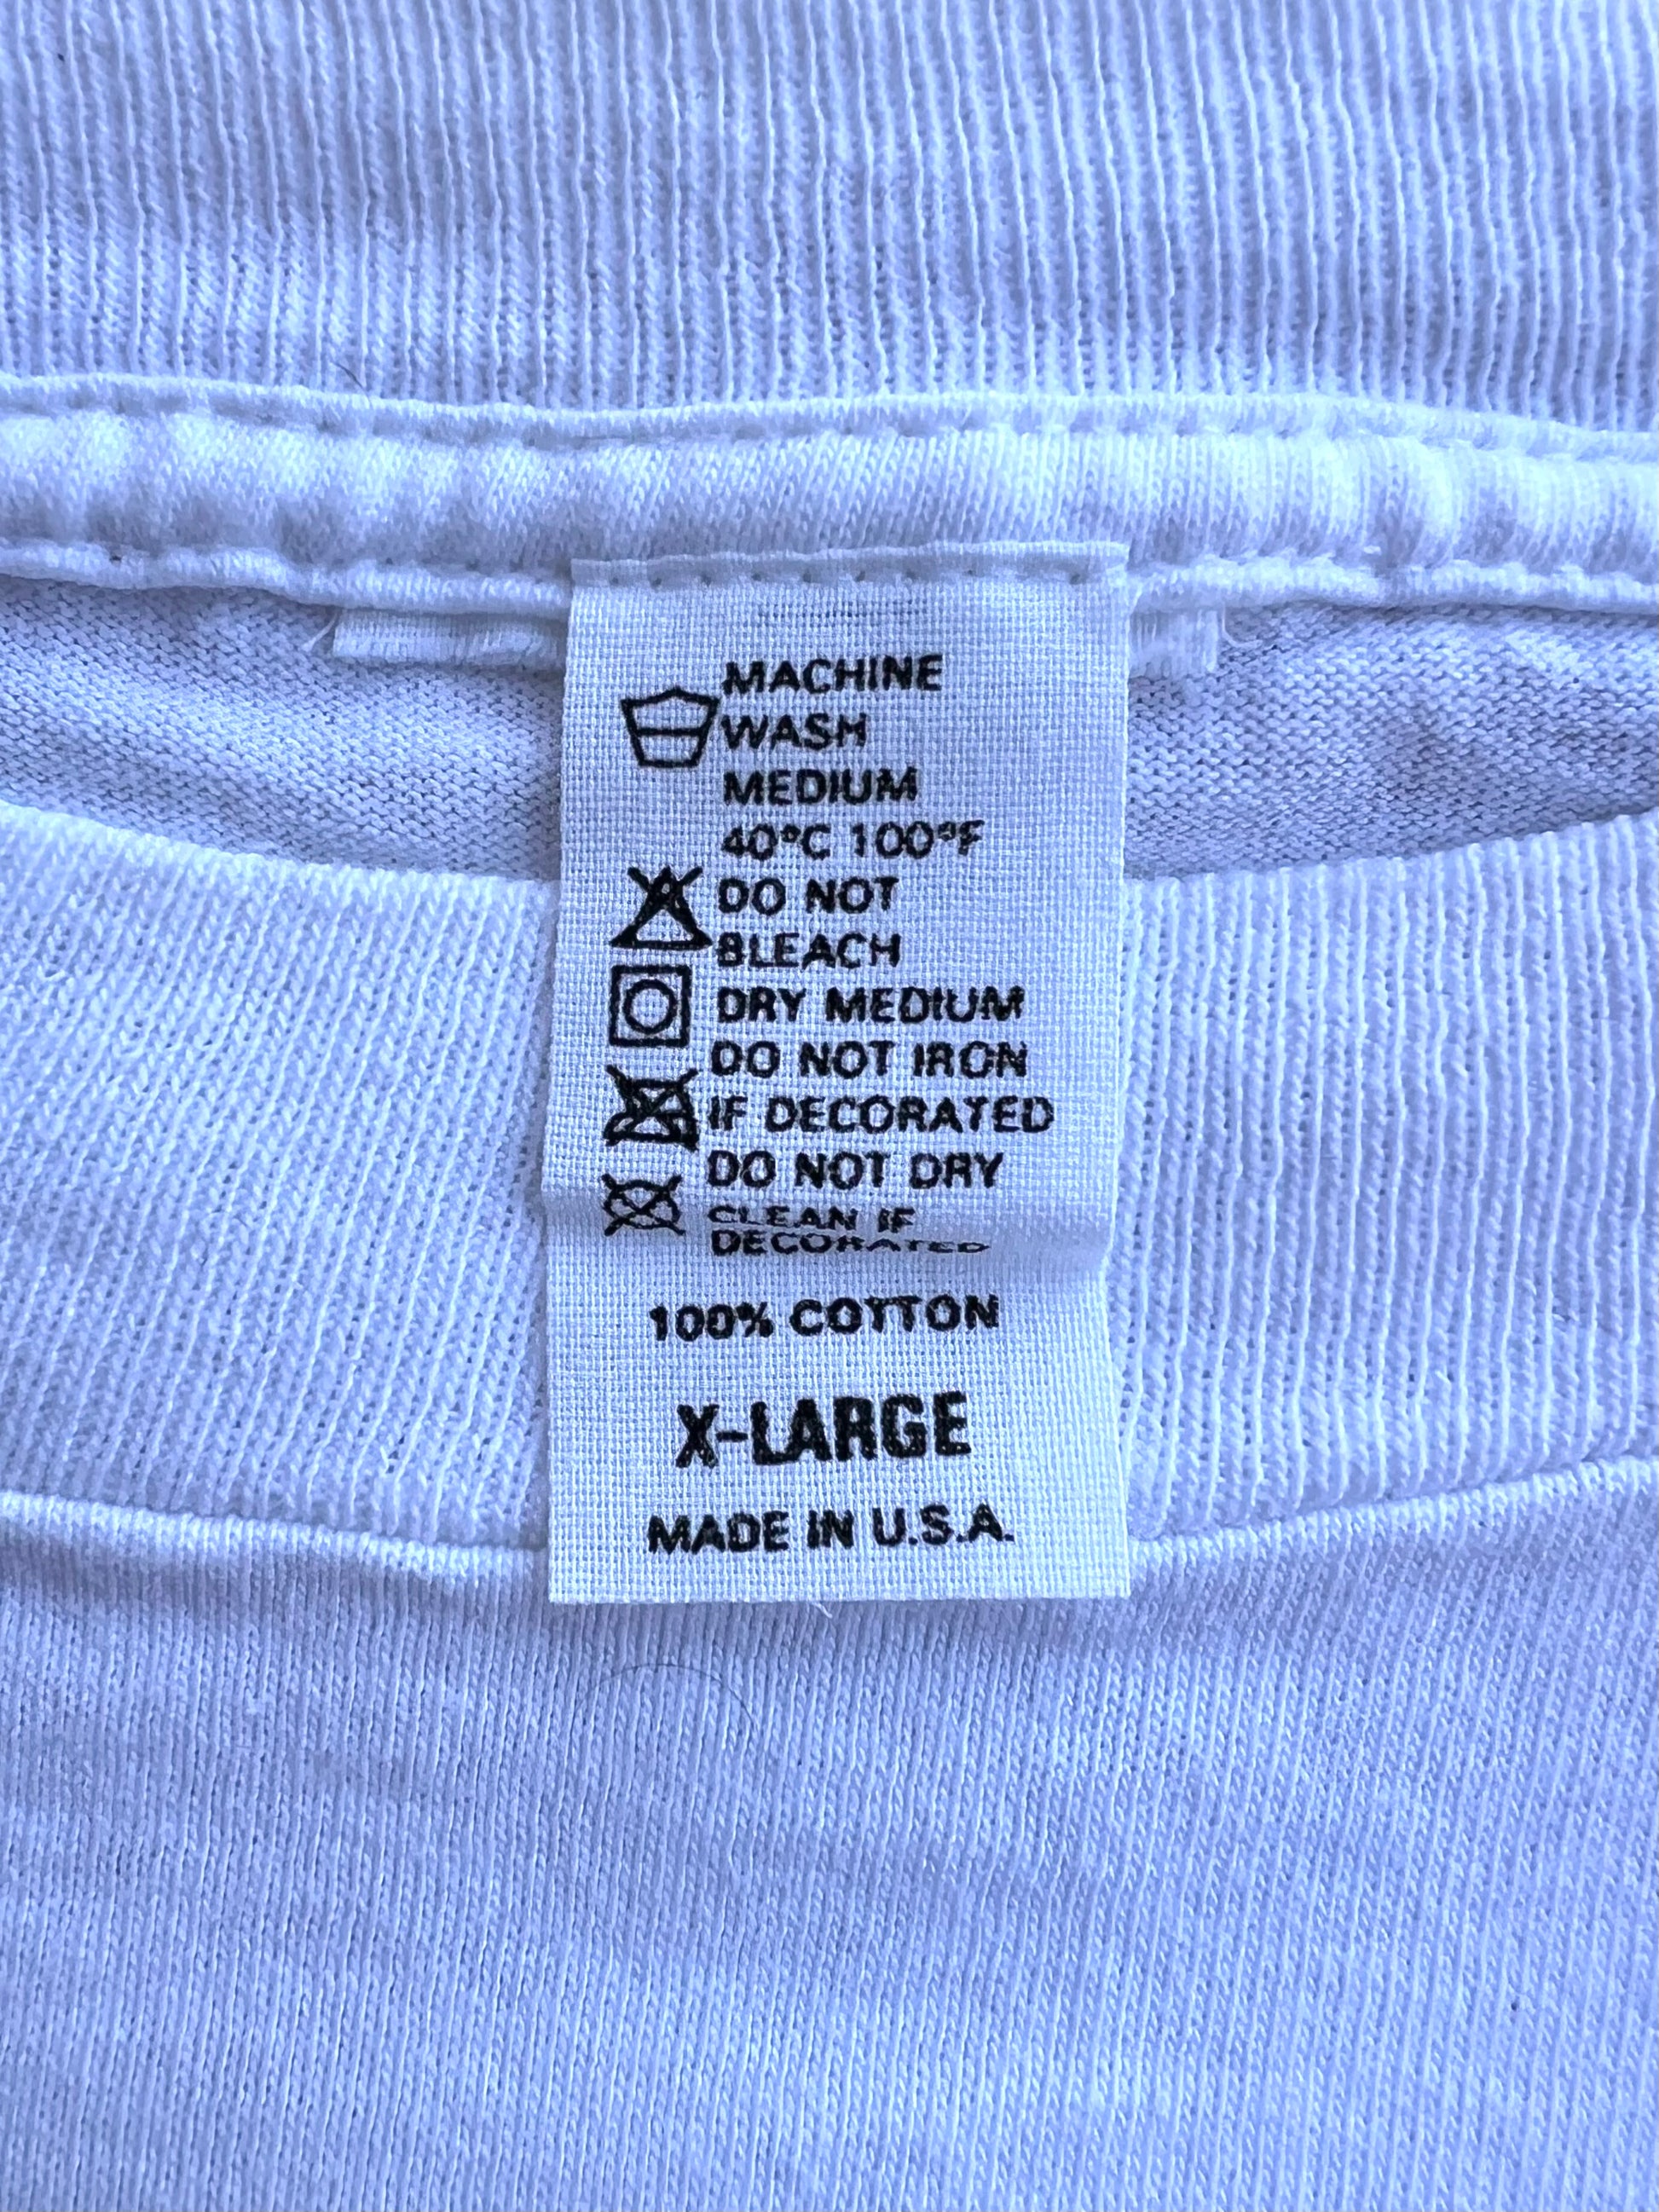 MACHINE
WASH
MEDIUM
40°C 100°F
DO NOT
BLEACH
DRY MEDIUM
DO NOT IRON
IF DECORATED
DO NOT DRY
CLEAN IF
DECORATED
100% COTTON
X-LARGE
MADE IN U.S.A.